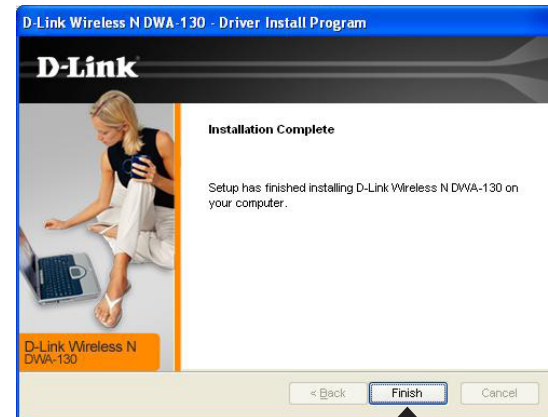 D-Link Wireless N DWA-130 - Driver Install Program
D-Link
Installation Complete
Setup has finished installing D-Link Wireless N DWA-130 on
your computer.
D-Link Wireless N
DWA-130
< Back
Finish
Cancel